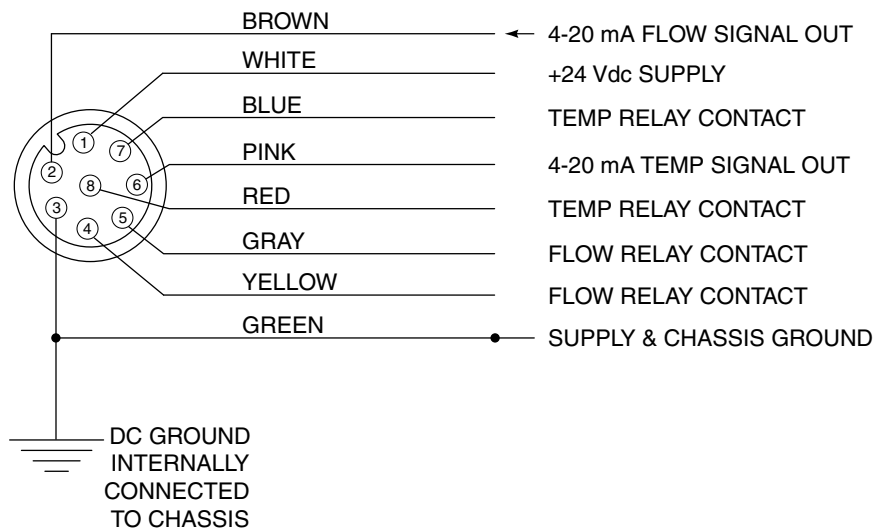 BROWN 4-20 mA FLOW SIGNAL OUT
WHITE +24 Vdc SUPPLY
BLUE TEMP RELAY CONTACT
PINK 4-20 mA TEMP SIGNAL OUT
RED TEMP RELAY CONTACT
GRAY FLOW RELAY CONTACT
YELLOW FLOW RELAY CONTACT
GREEN SUPPLY & CHASSIS GROUND
1
7
2
8
6
3
5
4
DC GROUND
INTERNALLY
CONNECTED
TO CHASSIS